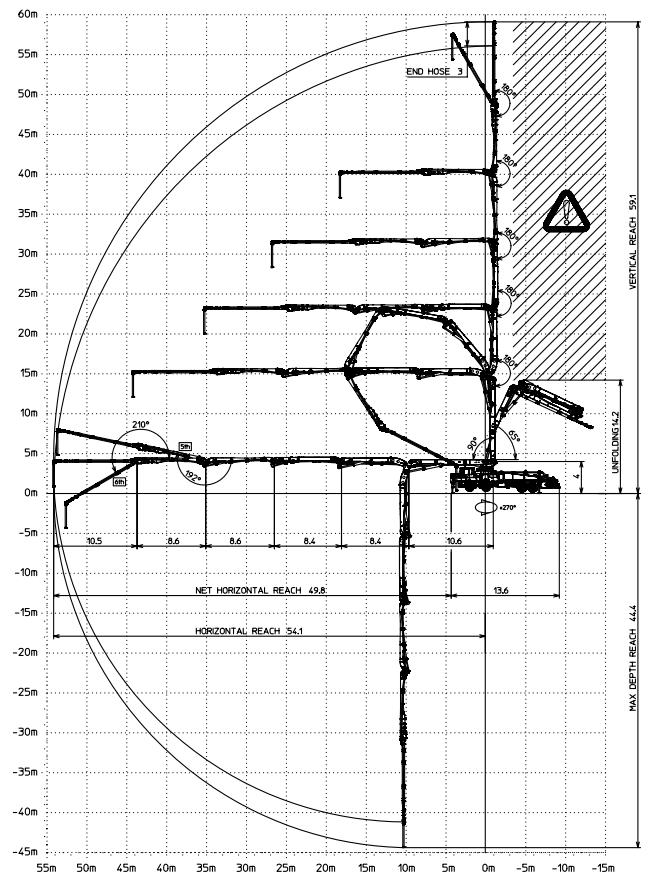 60m
55m
50m
45m
40m
35m
30m
25m
20m
15m
10m
5m
0m
-5m
-10m
-15m
-20m
-25m
-30m
-35m
-40m
-45m
END HOSE 3
180°
180°
180°
180°
180°
VERTICAL REACH 59.1
UNFOLDING 14.2
210°
5th
192°
6th
90°
65°
4
±270°
10.5 8.6 8.6 8.4 8.4 10.6
NET HORIZONTAL REACH 49.8 13.6
HORIZONTAL REACH 54.1
MAX DEPTH REACH 44.4
55m 50m 45m 40m 35m 30m 25m 20m 15m 10m 5m 0m -5m -10m -15m